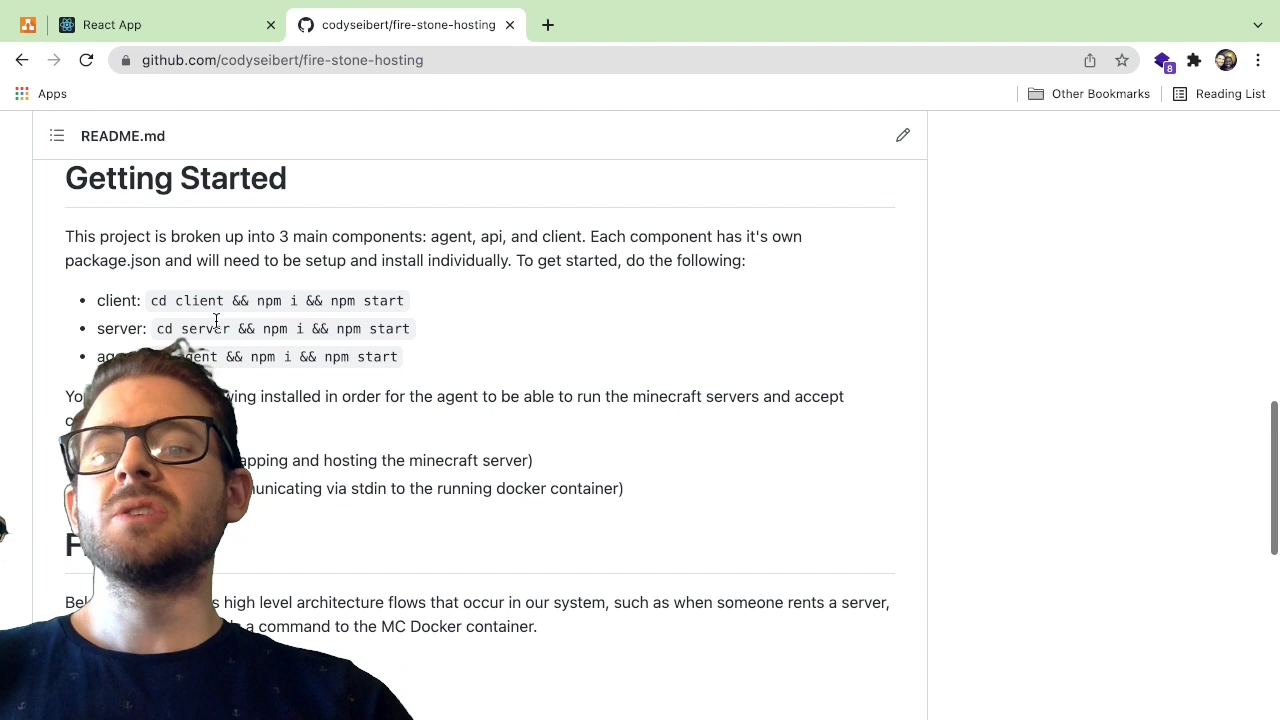 React App
codyseibert/fire-stone-hosting
github.com/codyseibert/fire-stone-hosting
8
Apps
Other Bookmarks
Reading List
README.md
Getting Started
This project is broken up into 3 main components: agent, api, and client. Each component has it's own
package.json and will need to be setup and install individually. To get started, do the following:
client: cd client && npm i && npm start
server: cd server && npm i && npm start
&& npm i && npm start
installed in order for the agent to be able to run the minecraft servers and accept
and hosting the minecraft server)
via stdin to the running docker container)
high level architecture flows that occur in our system, such as when someone rents a server,
a command to the MC Docker container.